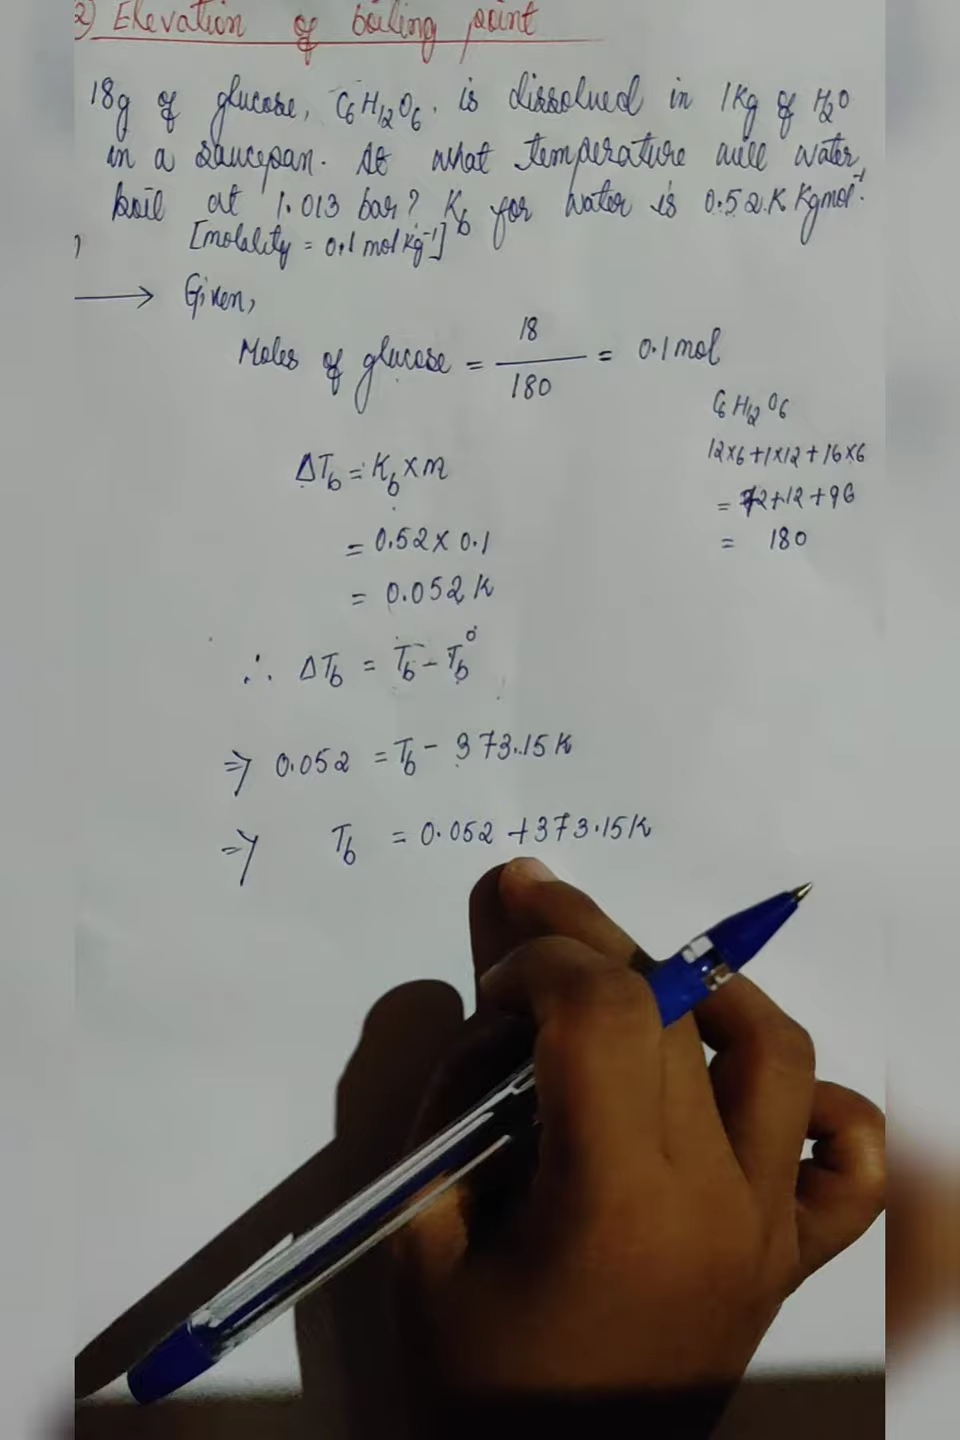 2) Elevation of boiling point
18g of glucose, C6H12O6. is dissolved in 1Kg of H2O
in a saucepan. At what temperature will water
boil at 1.013 bar? Kb for water is 0.52 K Kgmol⁻¹.
[molality = 0.1 mol kg⁻¹]
→ Given,
Moles of glucose = 18/180 = 0.1 mol
C6H12O6
12×6+1×12+16×6
= 72+12+96
= 180
ΔTb = Kb × m
= 0.52 × 0.1
= 0.052 K
∴ ΔTb = Tb − Tb⁰
⇒ 0.052 = Tb − 373.15 K
⇒ Tb = 0.052 + 373.15 K